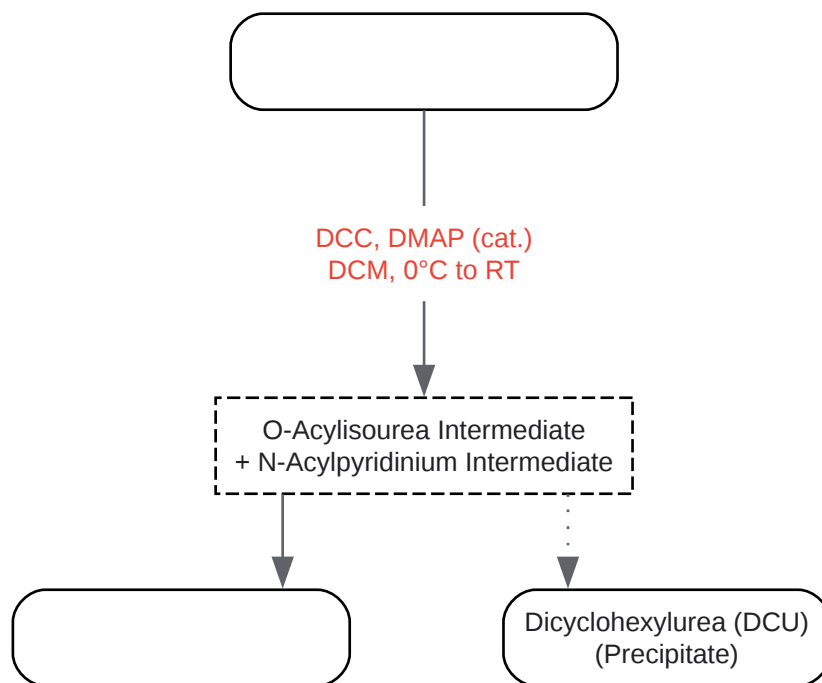 DCC, DMAP (cat.)
DCM, 0°C to RT
O-Acylisourea Intermediate
+ N-Acylpyridinium Intermediate
Dicyclohexylurea (DCU)
(Precipitate)